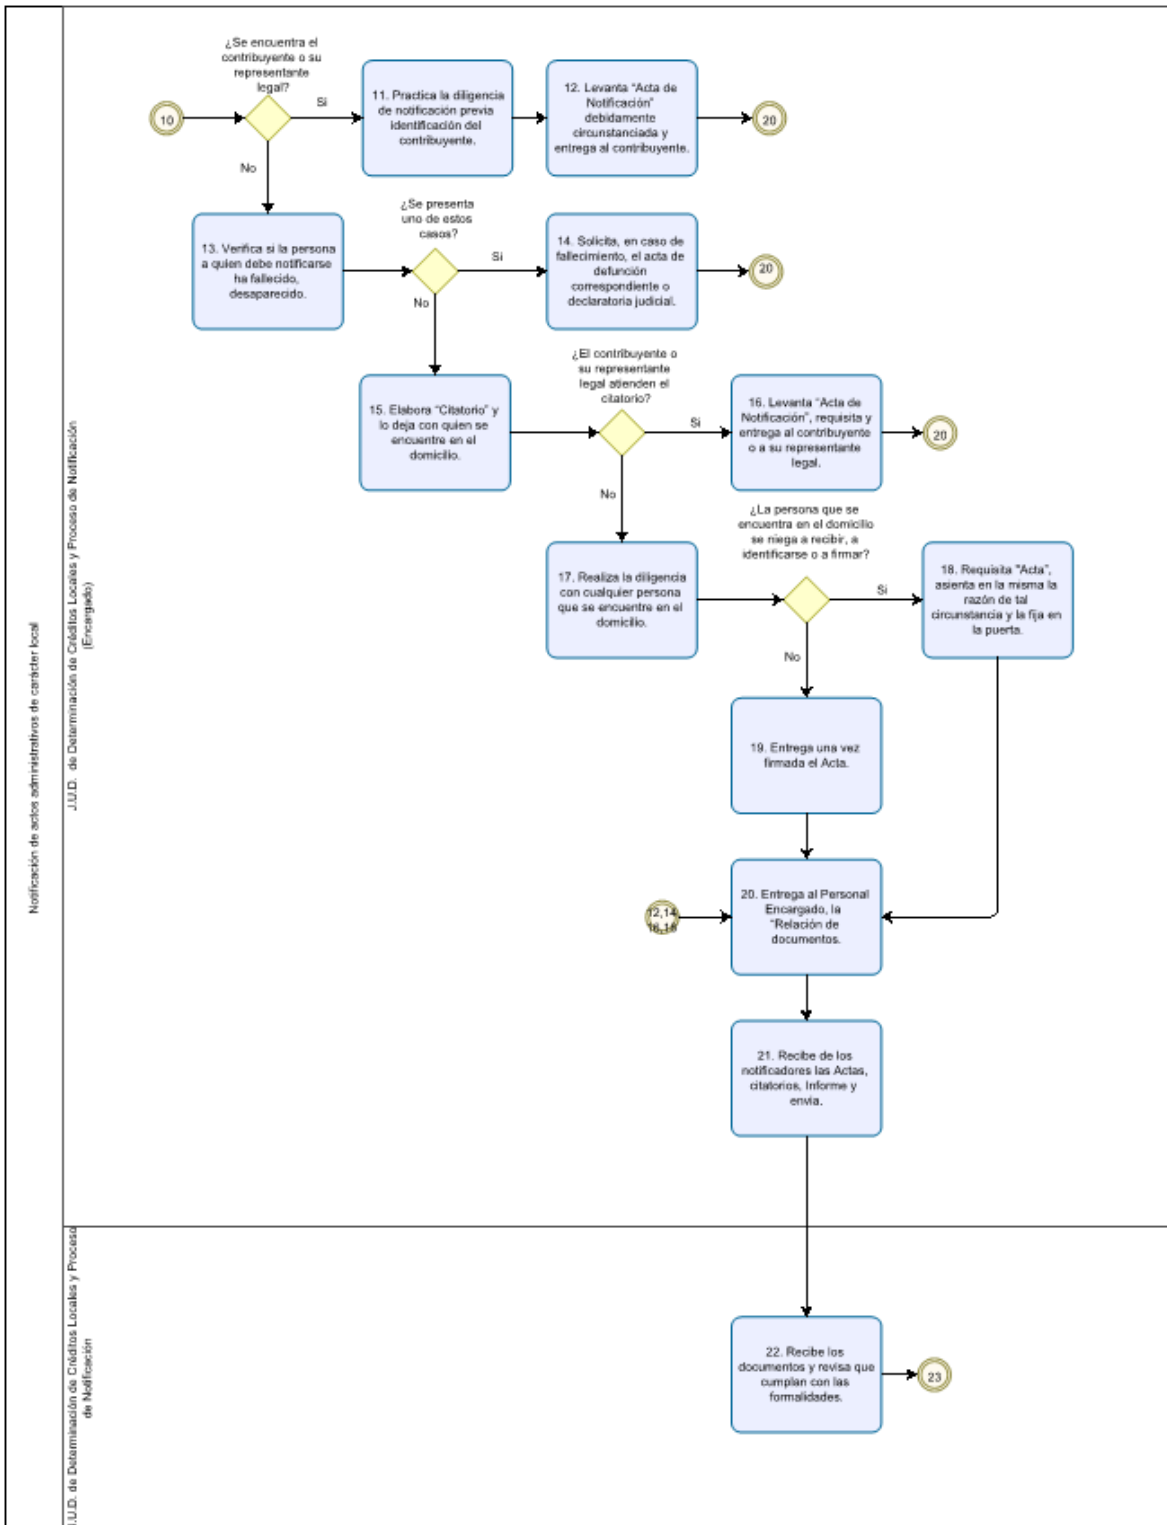 Notificación de actos administrativos de carácter local
J.U.D. de Determinación de Créditos Locales y Proceso de Notificación
(Encargado)
¿Se encuentra el
contribuyente o su
representante
legal?
10
Si
No
11. Practica la diligencia
de notificación previa
identificación del
contribuyente.
12. Levanta "Acta de
Notificación"
debidamente
circunstanciada y
entrega al contribuyente.
20
13. Verifica si la persona
a quien debe notificarse
ha fallecido,
desaparecido.
¿Se presenta
uno de estos
casos?
Si
No
14. Solicita, en caso de
fallecimiento, el acta de
defunción
correspondiente o
declaratoria judicial.
20
15. Elabora "Citatorio" y
lo deja con quien se
encuentre en el
domicilio.
¿El contribuyente o
su representante
legal atienden el
citatorio?
Si
No
16. Levanta "Acta de
Notificación", requisita y
entrega al contribuyente
o a su representante
legal.
20
17. Realiza la diligencia
con cualquier persona
que se encuentre en el
domicilio.
¿La persona que se
encuentra en el domicilio
se niega a recibir, a
identificarse o a firmar?
Si
No
18. Requisita "Acta",
asienta en la misma la
razón de tal
circunstancia y la fija en
la puerta.
19. Entrega una vez
firmada el Acta.
12,14
16,18
20. Entrega al Personal
Encargado, la
"Relación de
documentos.
21. Recibe de los
notificadores las Actas,
citatorios, Informe y
envía.
J.U.D. de Determinación de Créditos Locales y Proceso
de Notificación
22. Recibe los
documentos y revisa que
cumplan con las
formalidades.
23